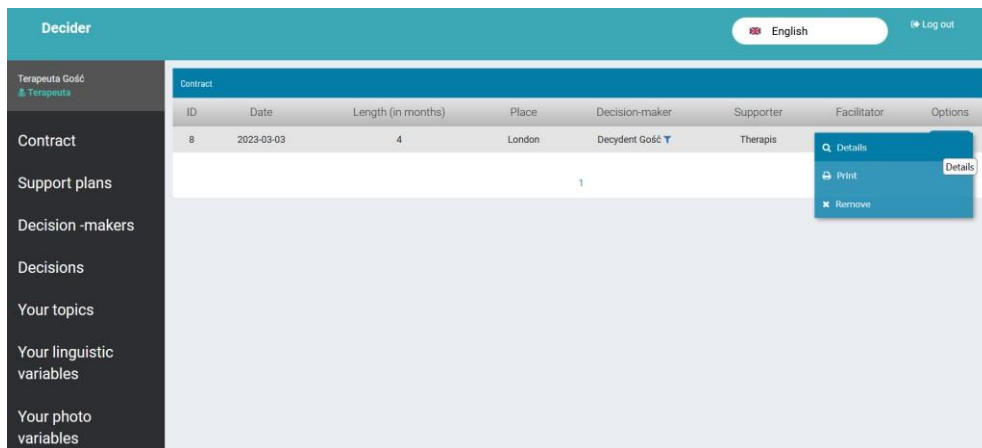 Decider
English
Log out
Terapeuta Gość
Terapeuta
Contract
ID Date Length (in months) Place Decision-maker Supporter Facilitator Options
8 2023-03-03 4 London Decydent Gość Therapis
Details
Details
Print
Remove
1
Contract
Support plans
Decision -makers
Decisions
Your topics
Your linguistic
variables
Your photo
variables